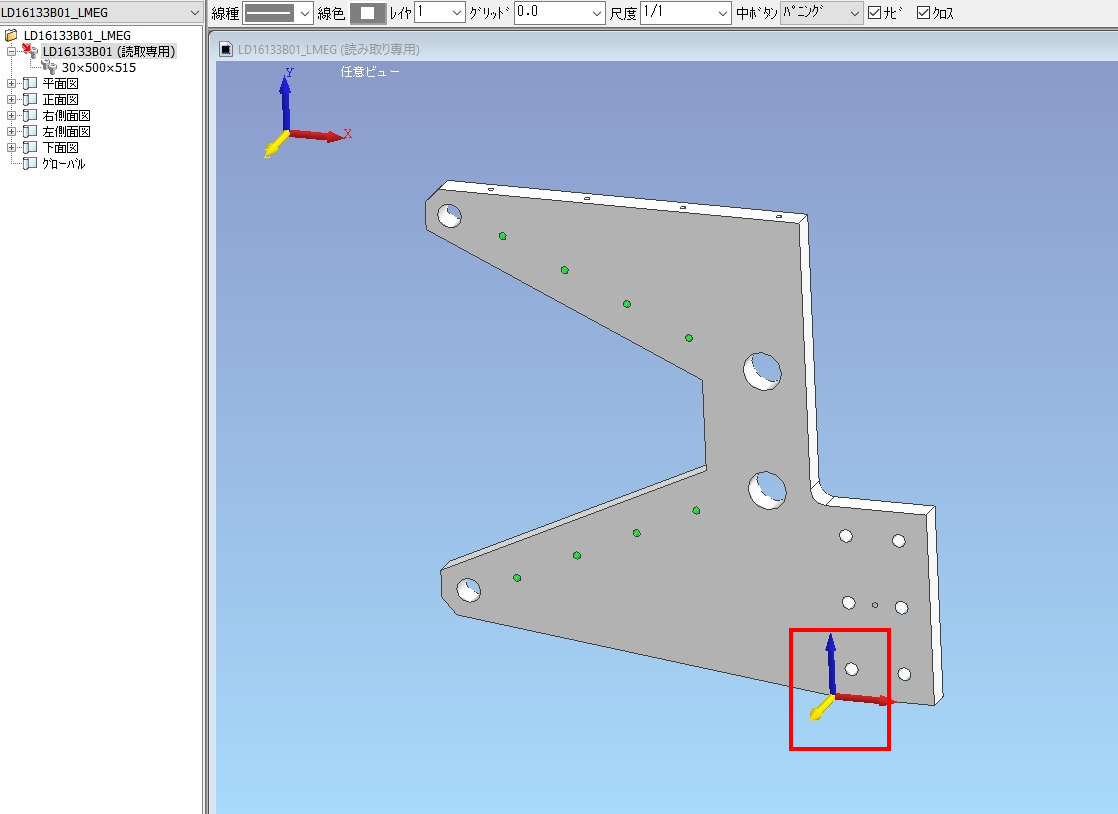 LD16133B01_LMEG
線種 線色 ﾚｲﾔ 1 ｸﾞﾘｯﾄﾞ 0.0 尺度 1/1 中ﾎﾞﾀﾝ ﾊﾟﾆﾝｸﾞ ﾅﾋﾞ ｸﾛｽ
LD16133B01_LMEG
LD16133B01 (読取専用)
30×500×515
平面図
正面図
右側面図
左側面図
下面図
ｸﾞﾛｰﾊﾞﾙ
LD16133B01_LMEG (読み取り専用)
任意ビュー
Y
X
Z